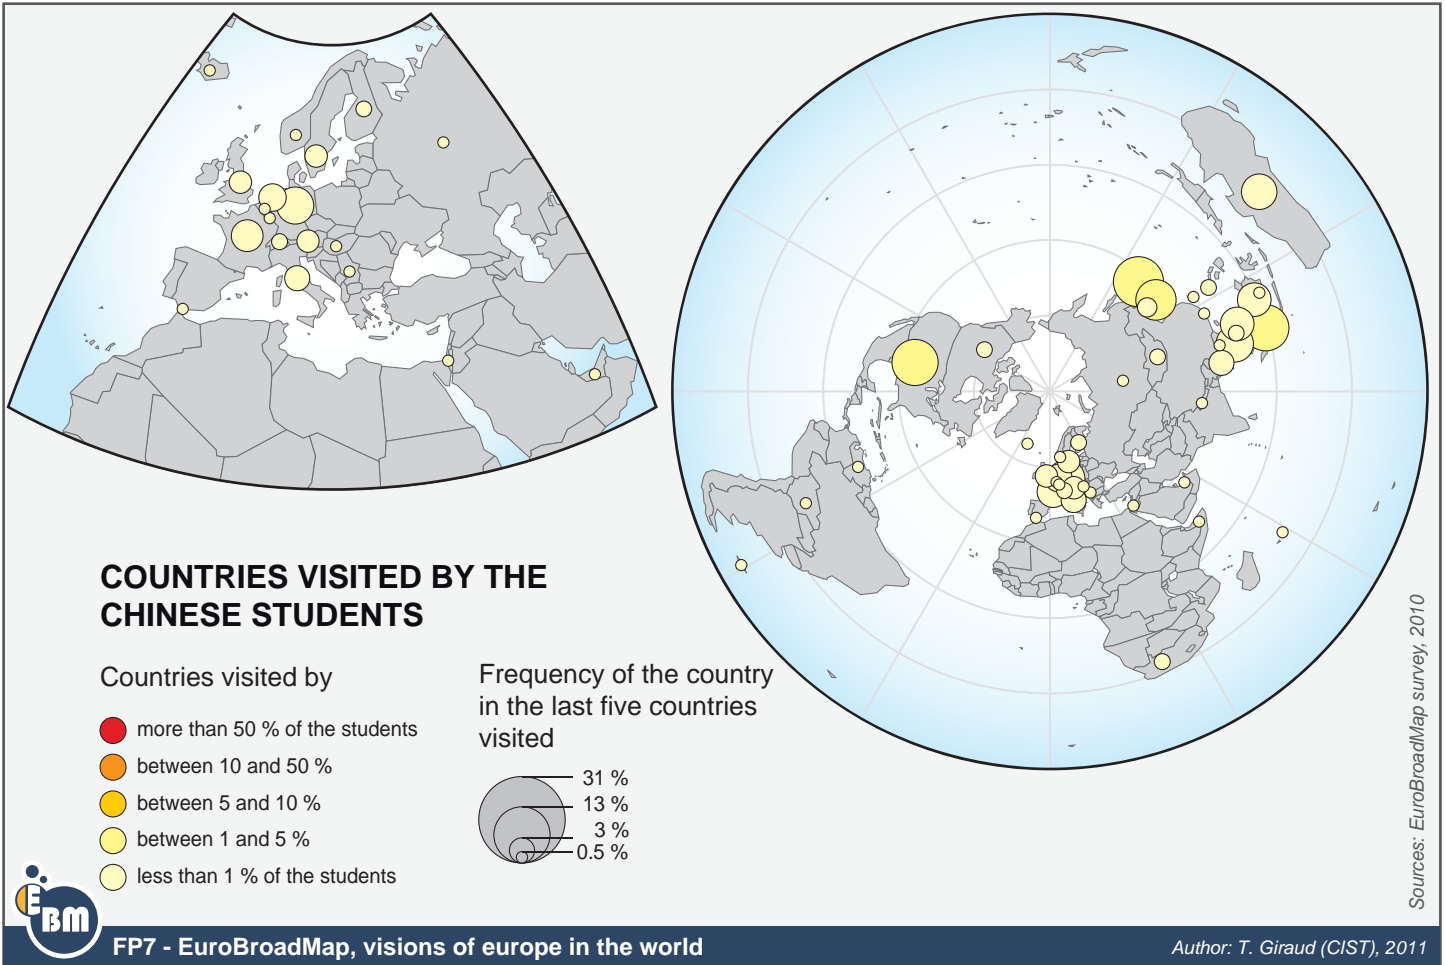 COUNTRIES VISITED BY THE
CHINESE STUDENTS
Countries visited by
more than 50 % of the students
between 10 and 50 %
between 5 and 10 %
between 1 and 5 %
less than 1 % of the students
Frequency of the country
in the last five countries
visited
31 %
13 %
3 %
0.5 %
Sources: EuroBroadMap survey, 2010
EBM
FP7 - EuroBroadMap, visions of europe in the world
Author: T. Giraud (CIST), 2011